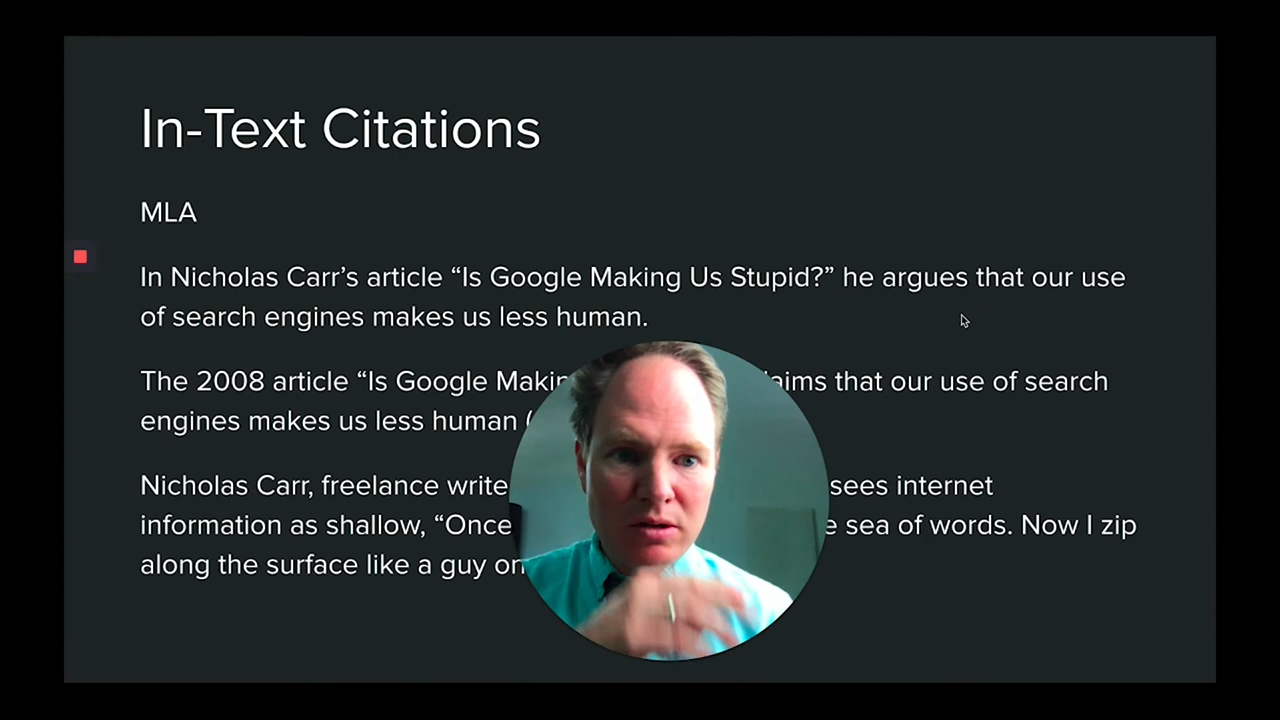 In-Text Citations
MLA
In Nicholas Carr’s article “Is Google Making Us Stupid?” he argues that our use
of search engines makes us less human.
The 2008 article “Is Google that our use of search
engines makes us less human (
Nicholas Carr, freelance sees internet
information as shallow, “Once sea of words. Now I zip
along the surface like a guy on